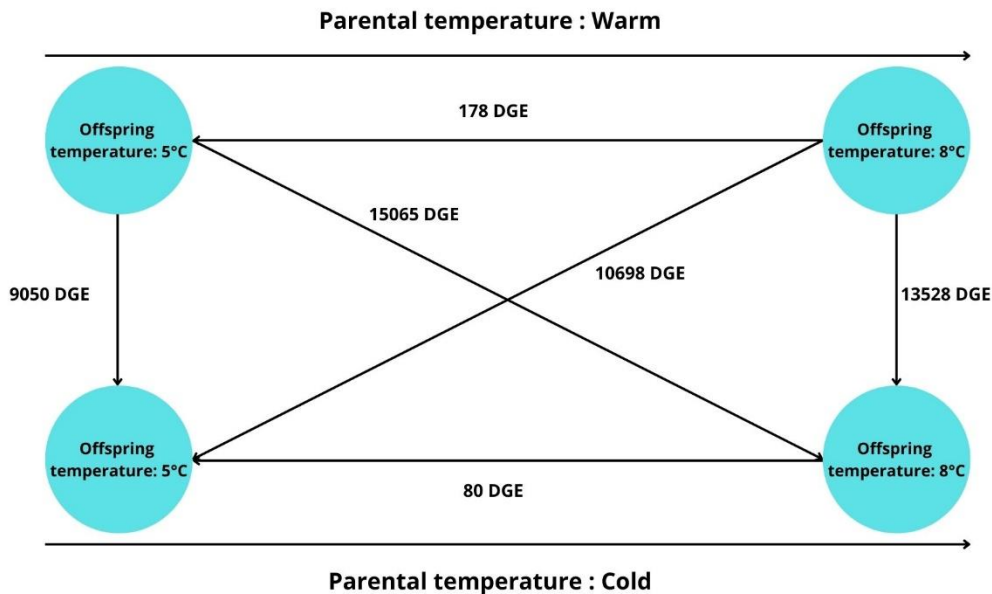 Parental temperature : Warm
Offspring
temperature: 5°C
178 DGE
Offspring
temperature: 8°C
15065 DGE
10698 DGE
9050 DGE
13528 DGE
Offspring
temperature: 5°C
80 DGE
Offspring
temperature: 8°C
Parental temperature : Cold